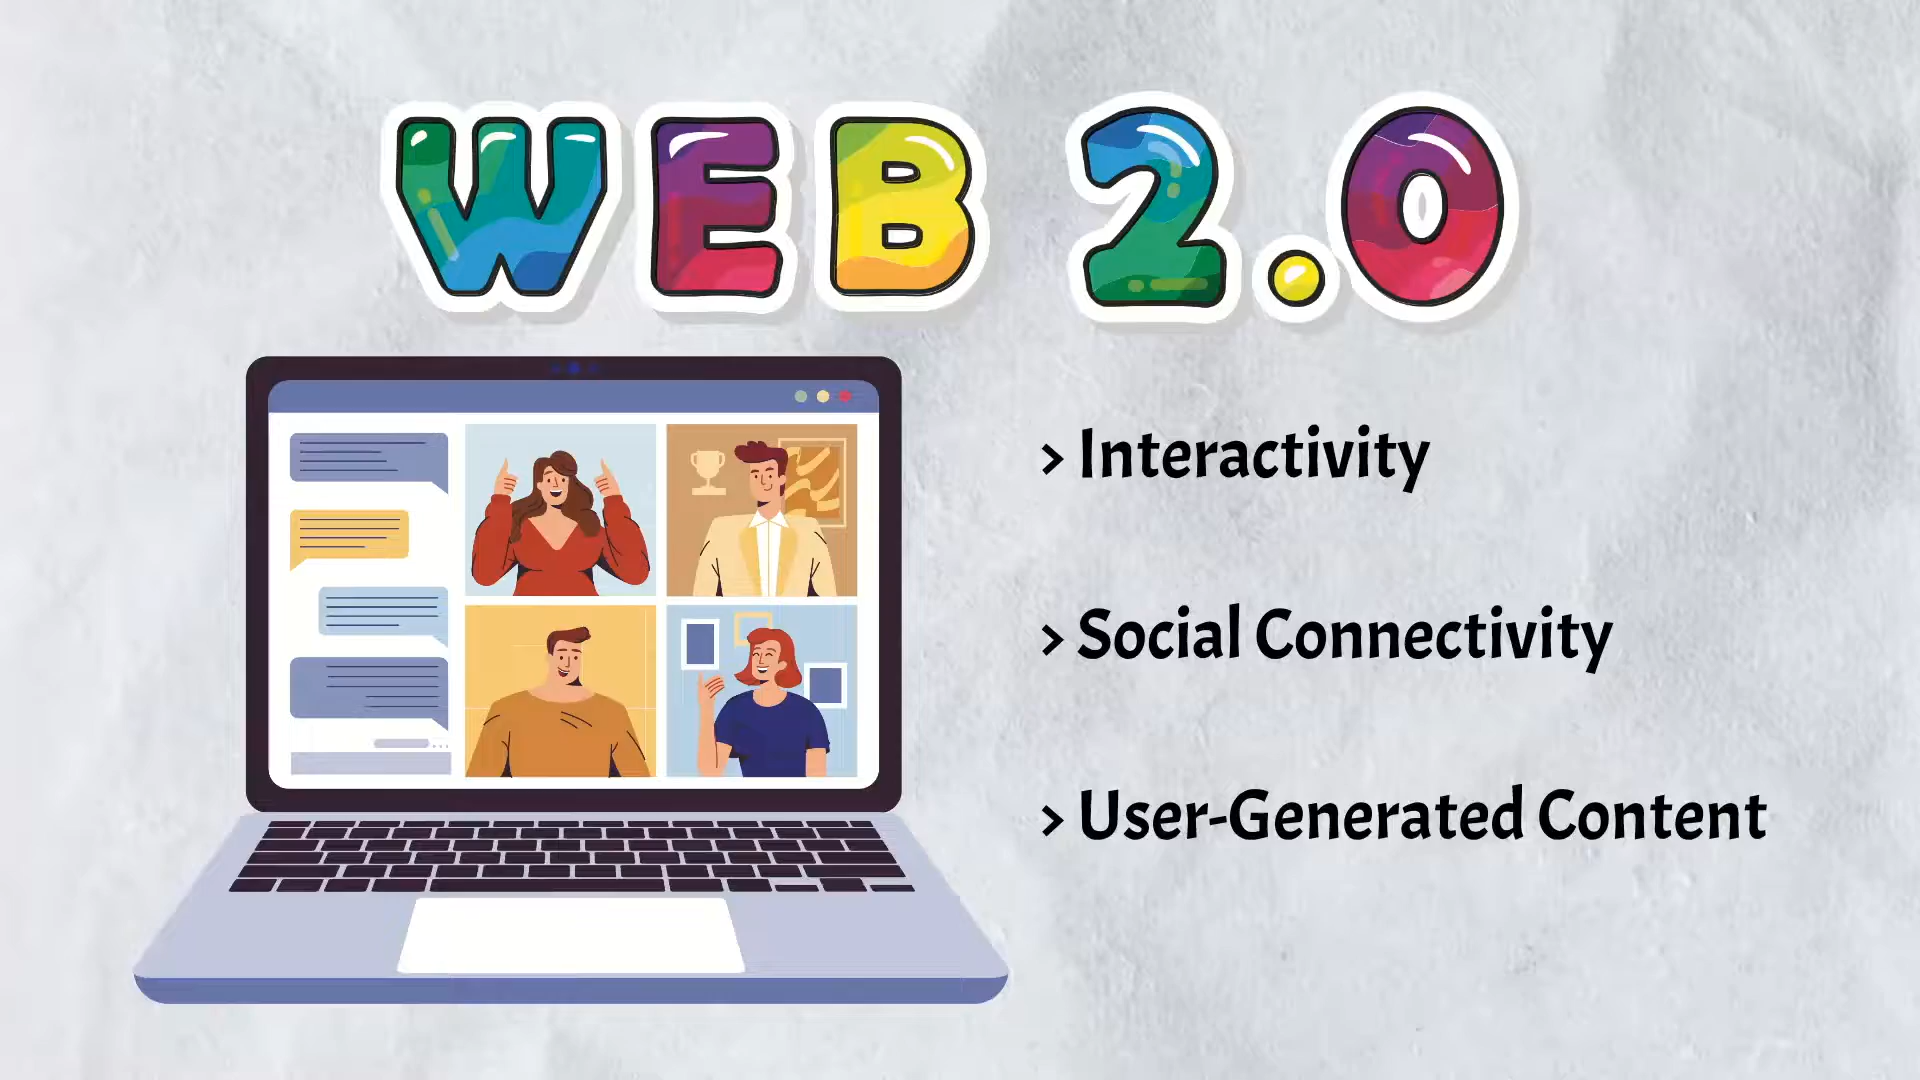 WEB 2.0
> Interactivity
> Social Connectivity
> User-Generated Content